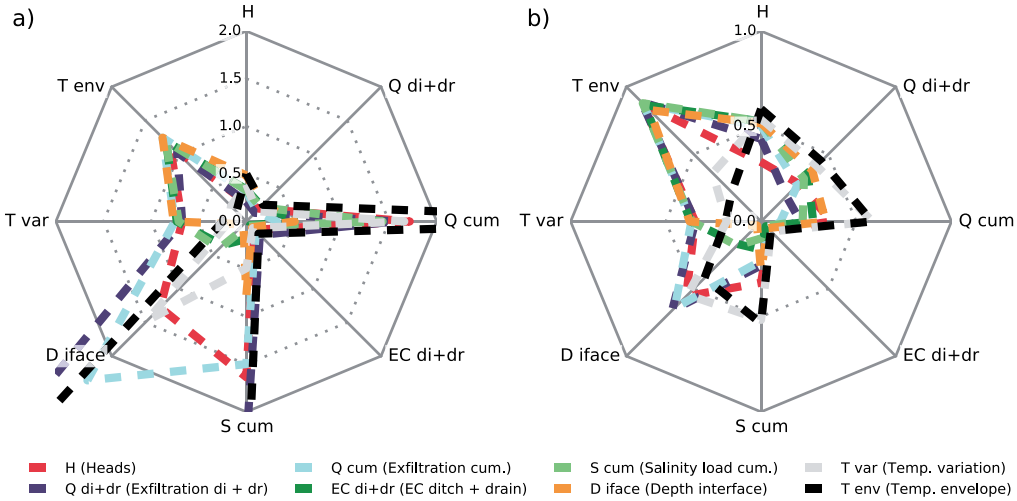 a)
H
2.0
1.5
1.0
0.5
0.0
T env
Q di+dr
T var
Q cum
D iface
EC di+dr
S cum
b)
H
1.0
0.5
0.0
T env
Q di+dr
T var
Q cum
D iface
EC di+dr
S cum
H (Heads)
Q di+dr (Exfiltration di + dr)
Q cum (Exfiltration cum.)
EC di+dr (EC ditch + drain)
S cum (Salinity load cum.)
D iface (Depth interface)
T var (Temp. variation)
T env (Temp. envelope)